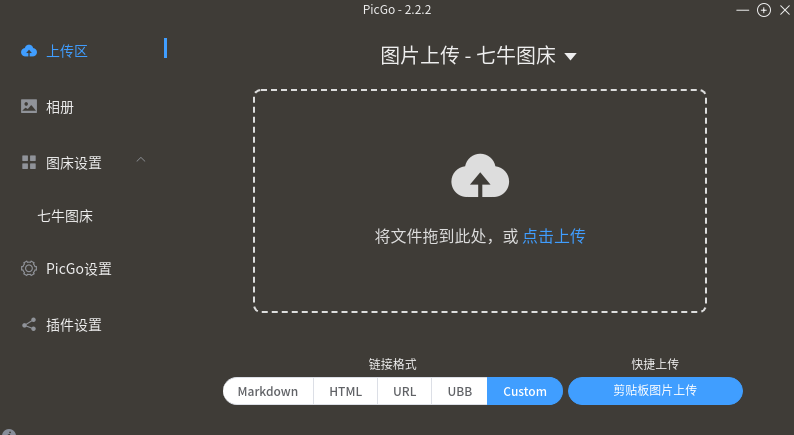 PicGo - 2.2.2
上传区
相册
图床设置
七牛图床
PicGo设置
插件设置
图片上传 - 七牛图床
将文件拖到此处，或 点击上传
链接格式
Markdown HTML URL UBB Custom
快捷上传
剪贴板图片上传